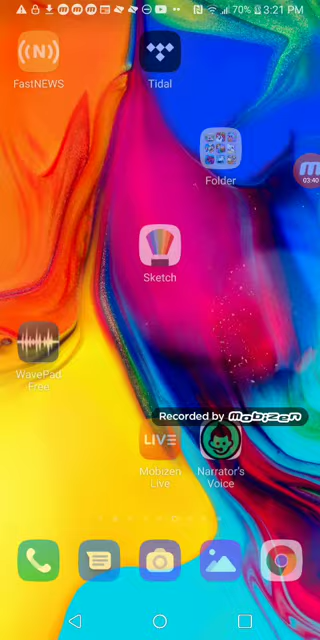 70% 3:21 PM
FastNEWS
Tidal
Folder
03:40
Sketch
WavePad
Free
Recorded by mobizen
LIVE
Mobizen
Live
Narrator's
Voice